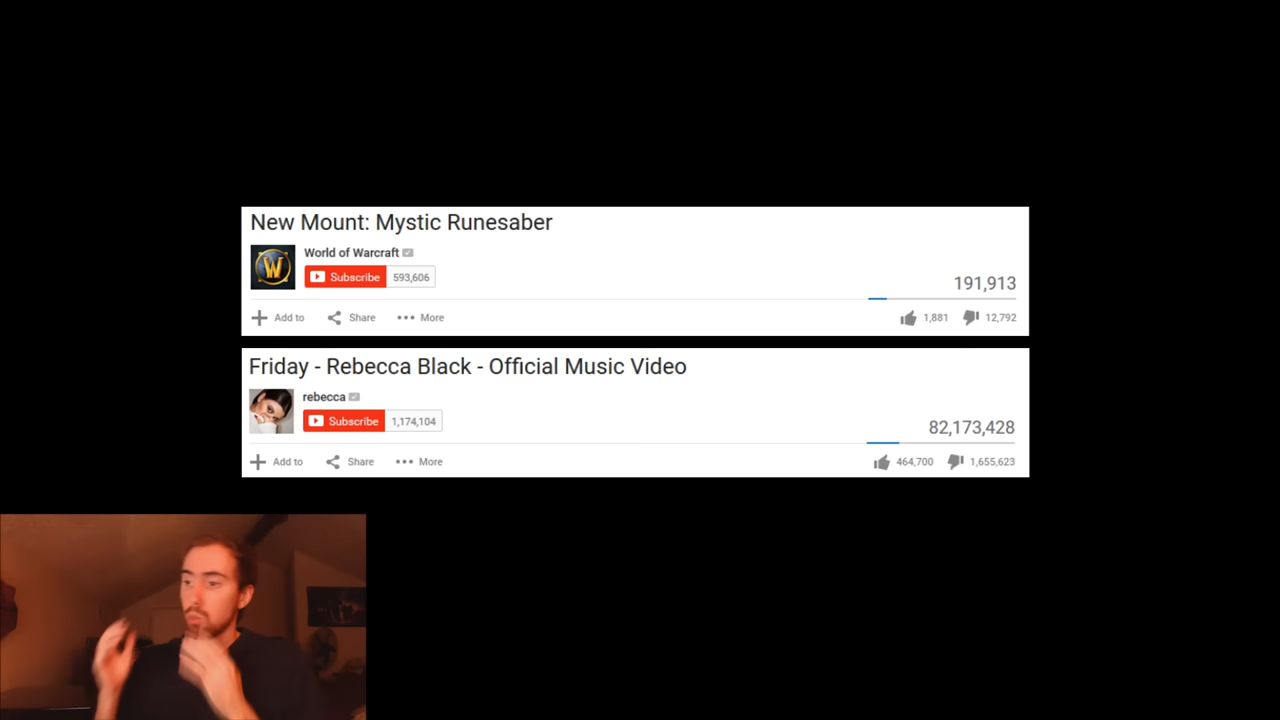 New Mount: Mystic Runesaber
World of Warcraft
Subscribe 593,606
191,913
Add to Share More 1,881 12,792
Friday - Rebecca Black - Official Music Video
rebecca
Subscribe 1,174,104
82,173,428
Add to Share More 464,700 1,655,623